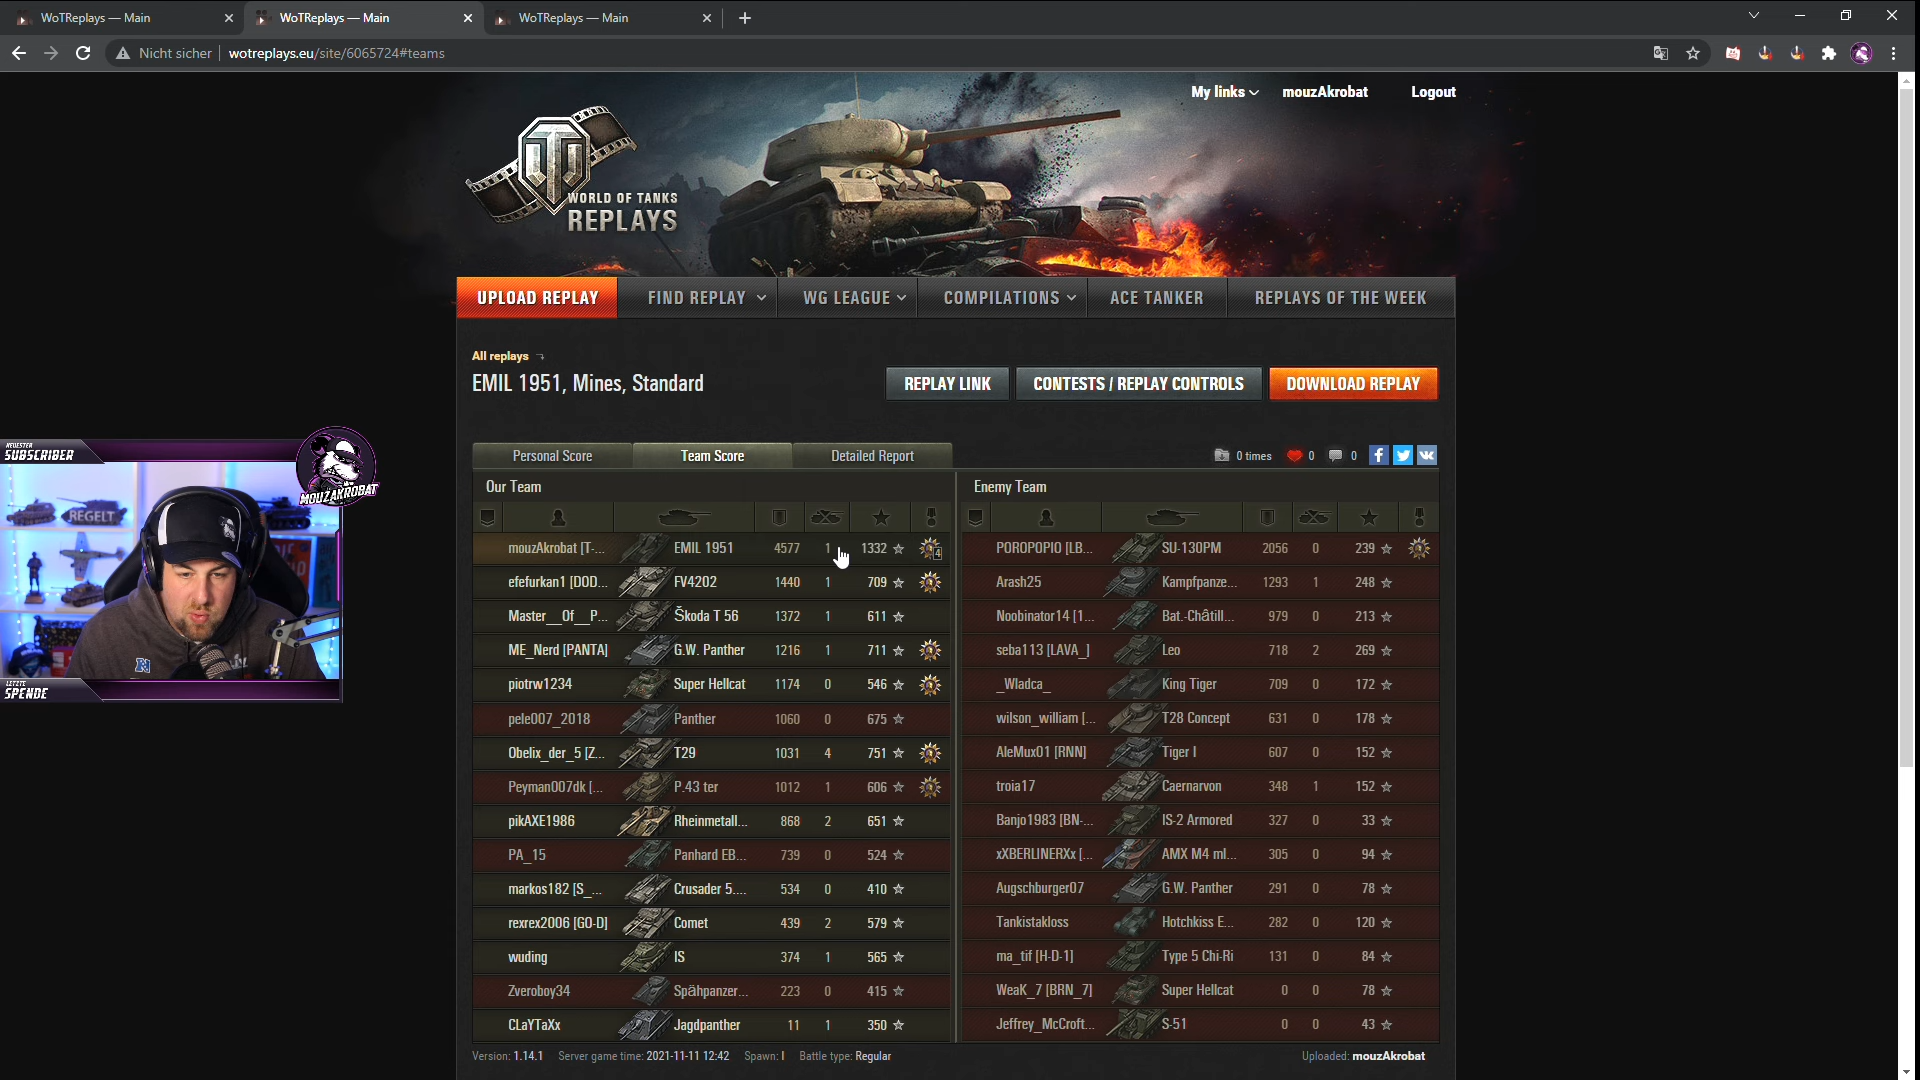 WoTReplays — Main
WoTReplays — Main
WoTReplays — Main
Nicht sicher
wotreplays.eu/site/6065724#teams
My links
mouzAkrobat
Logout
WORLD OF TANKS
REPLAYS
UPLOAD REPLAY
FIND REPLAY
WG LEAGUE
COMPILATIONS
ACE TANKER
REPLAYS OF THE WEEK
All replays
EMIL 1951, Mines, Standard
REPLAY LINK
CONTESTS / REPLAY CONTROLS
DOWNLOAD REPLAY
NEUESTER
SUBSCRIBER
MOUZAKROBAT
REGELT
LETZTE
SPENDE
Personal Score
Team Score
Detailed Report
0 times
0
0
Our Team
Enemy Team
mouzAkrobat [T-... EMIL 1951 4577 1 1332 4
efefurkan1 [DOD... FV4202 1440 1 709
Master__Of__P... Škoda T 56 1372 1 611
ME_Nerd [PANTA] G.W. Panther 1216 1 711
piotrw1234 Super Hellcat 1174 0 546
pele007_2018 Panther 1060 0 675
Obelix_der_5 [Z... T29 1031 4 751
Peyman007dk [... P.43 ter 1012 1 606
pikAXE1986 Rheinmetall... 868 2 651
PA_15 Panhard EB... 739 0 524
markos182 [S_... Crusader 5.... 534 0 410
rexrex2006 [GO-D] Comet 439 2 579
wuding IS 374 1 565
Zveroboy34 Spähpanzer... 223 0 415
CLaYTaXx Jagdpanther 11 1 350
POROPOPIO [LB... SU-130PM 2056 0 239
Arash25 Kampfpanze... 1293 1 248
Noobinator14 [1... Bat.-Châtill... 979 0 213
seba113 [LAVA_] Leo 718 2 269
_Wladca_ King Tiger 709 0 172
wilson_william [... T28 Concept 631 0 178
AleMux01 [RNN] Tiger I 607 0 152
troia17 Caernarvon 348 1 152
Banjo1983 [BN-... IS-2 Armored 327 0 33
xXBERLINERXx [... AMX M4 ml... 305 0 94
Augschburger07 G.W. Panther 291 0 78
Tankistakloss Hotchkiss E... 282 0 120
ma_tif [H-D-1] Type 5 Chi-Ri 131 0 84
WeaK_7 [BRN_7] Super Hellcat 0 0 78
Jeffrey_McCroft... S-51 0 0 43
Version: 1.14.1 Server game time: 2021-11-11 12:42 Spawn: I Battle type: Regular
Uploaded: mouzAkrobat